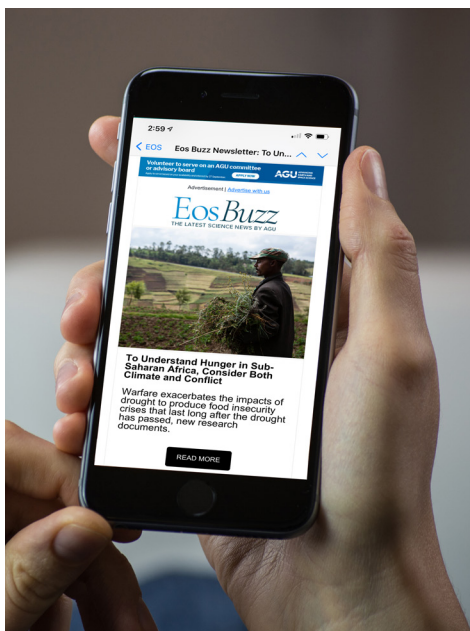 2:59
EOS
Eos Buzz Newsletter: To Un...
Volunteer to serve on an AGU committee
or advisory board
APPLY NOW
AGU
Advertisement | Advertise with us
Eos Buzz
THE LATEST SCIENCE NEWS BY AGU
To Understand Hunger in Sub-
Saharan Africa, Consider Both
Climate and Conflict
Warfare exacerbates the impacts of
drought to produce food insecurity
crises that last long after the drought
has passed, new research
documents.
READ MORE